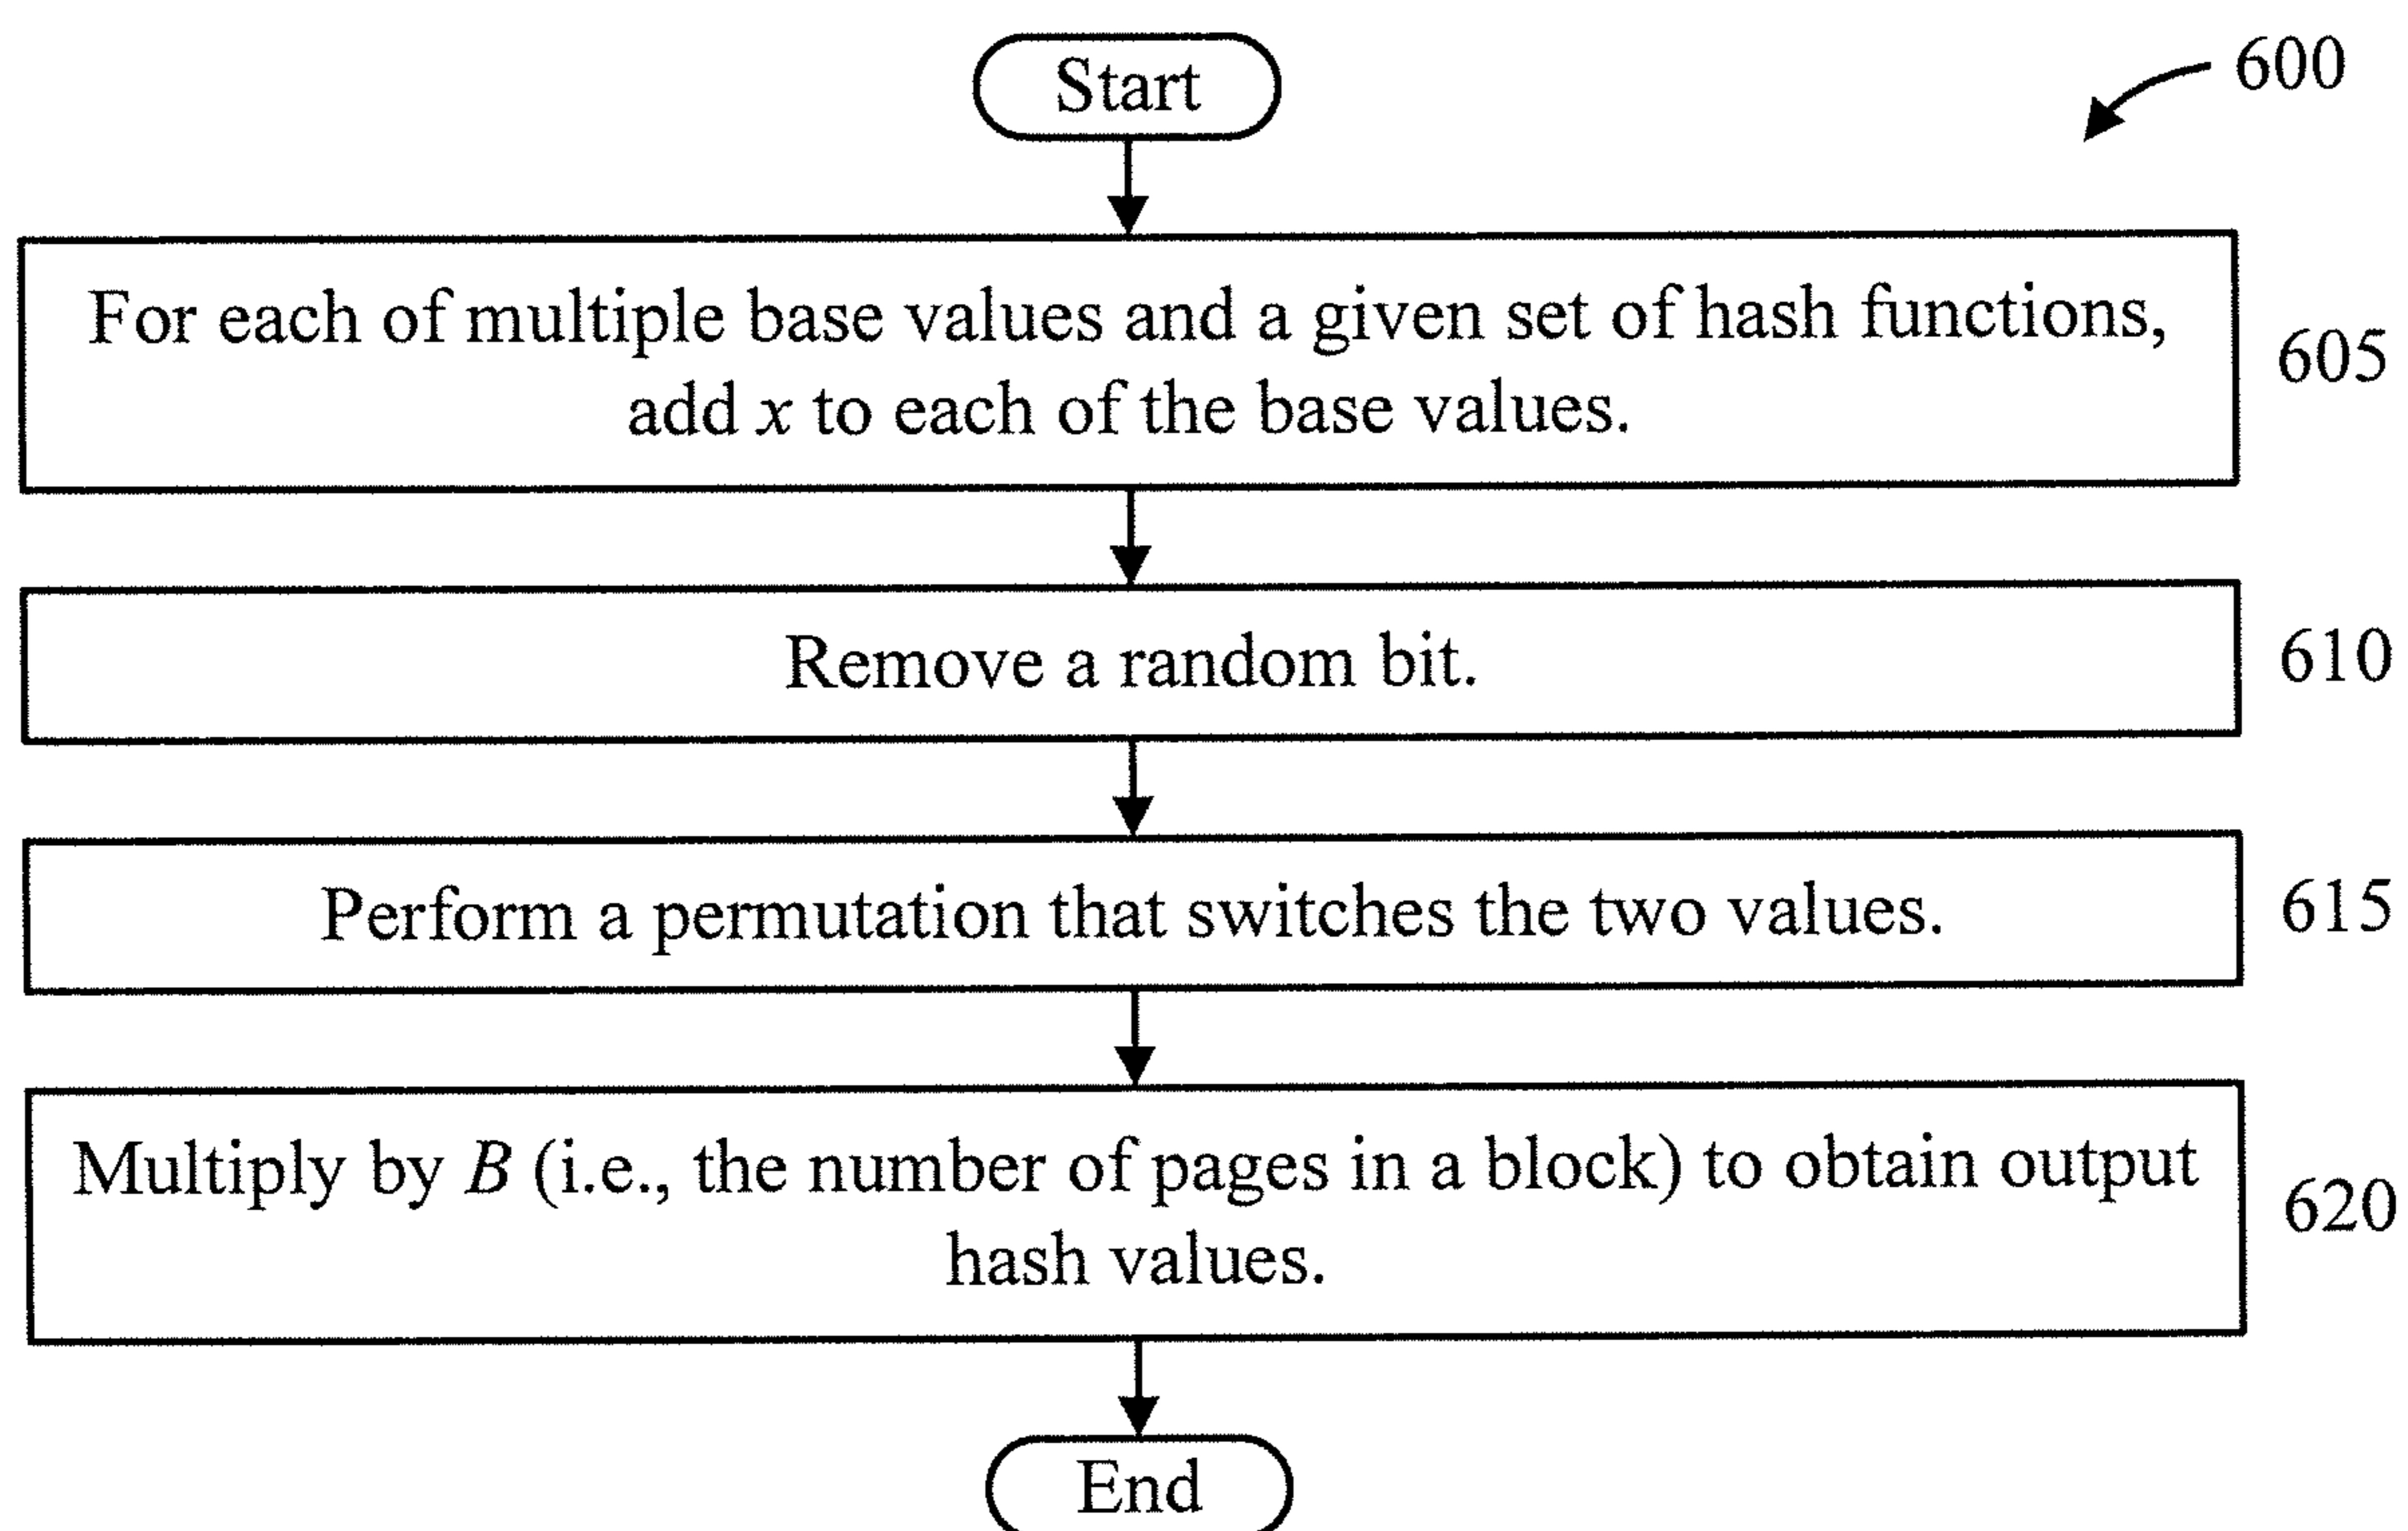 Start
600
For each of multiple base values and a given set of hash functions,
add x to each of the base values.
605
Remove a random bit.
610
Perform a permutation that switches the two values.
615
Multiply by B (i.e., the number of pages in a block) to obtain output
hash values.
620
End